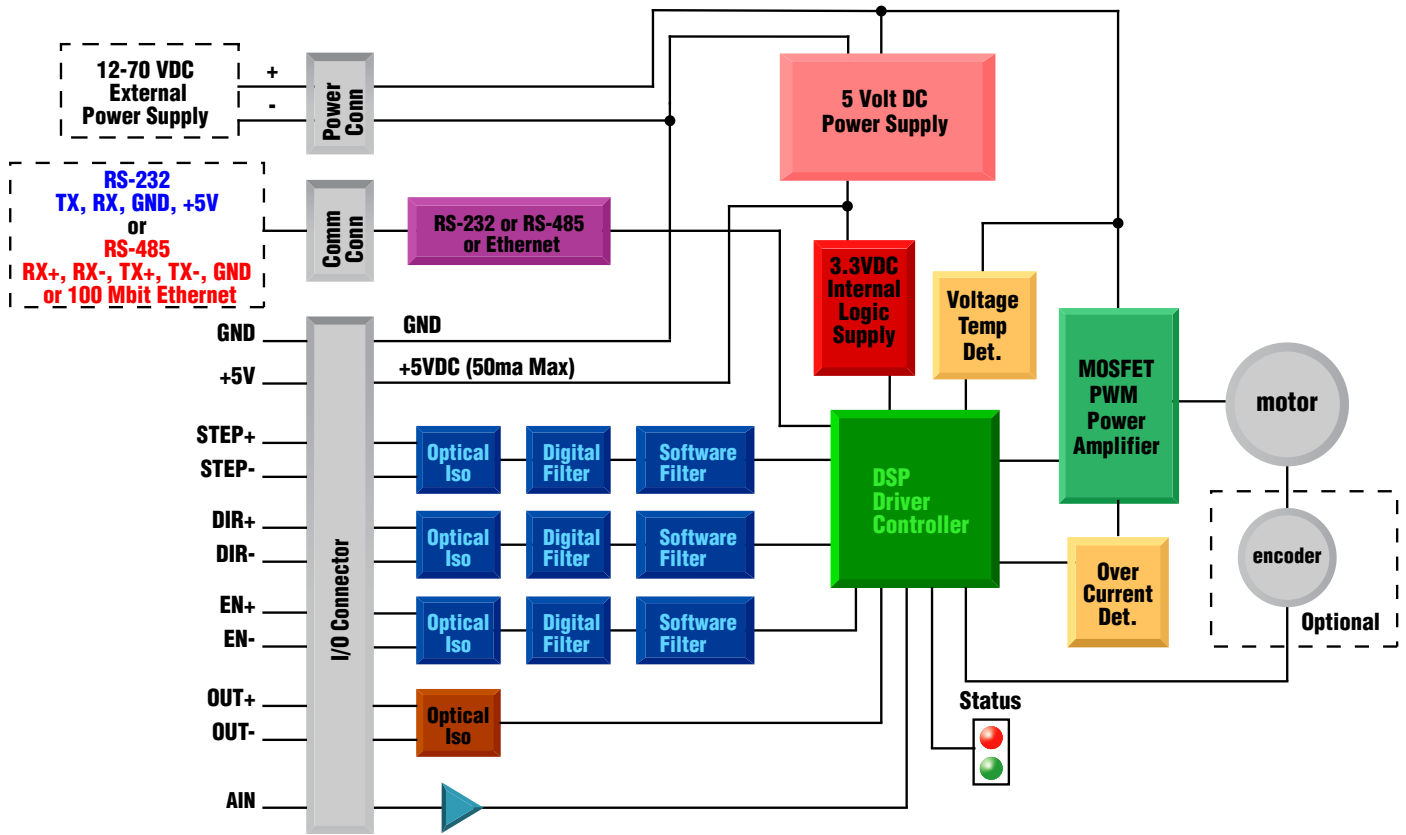 12-70 VDC
External
Power Supply
+
-
Power
Conn
5 Volt DC
Power Supply
RS-232
TX, RX, GND, +5V
or
RS-485
RX+, RX-, TX+, TX-, GND
or 100 Mbit Ethernet
Comm
Conn
RS-232 or RS-485
or Ethernet
3.3VDC
Internal
Logic
Supply
Voltage
Temp
Det.
MOSFET
PWM
Power
Amplifier
motor
GND
GND
+5V
+5VDC (50ma Max)
I/O Connector
STEP+
STEP-
Optical
Iso
Digital
Filter
Software
Filter
DSP
Driver
Controller
DIR+
DIR-
Optical
Iso
Digital
Filter
Software
Filter
Over
Current
Det.
encoder
Optional
EN+
EN-
Optical
Iso
Digital
Filter
Software
Filter
OUT+
OUT-
Optical
Iso
Status
AIN